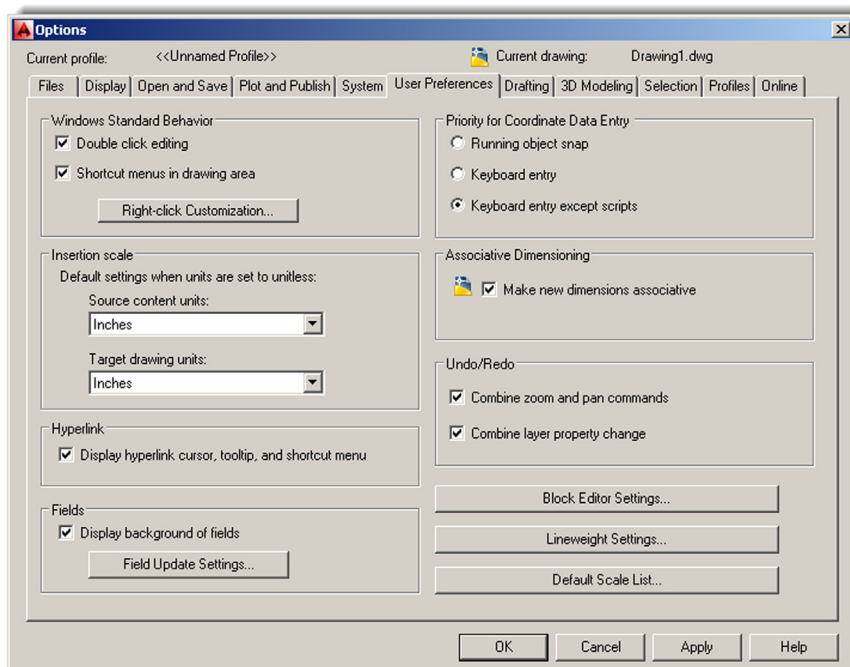 Options
Current profile: <<Unnamed Profile>> Current drawing: Drawing1.dwg
Files Display Open and Save Plot and Publish System User Preferences Drafting 3D Modeling Selection Profiles Online
Windows Standard Behavior
Double click editing
Shortcut menus in drawing area
Right-click Customization...
Insertion scale
Default settings when units are set to unitless:
Source content units:
Inches
Target drawing units:
Inches
Hyperlink
Display hyperlink cursor, tooltip, and shortcut menu
Fields
Display background of fields
Field Update Settings...
Priority for Coordinate Data Entry
Running object snap
Keyboard entry
Keyboard entry except scripts
Associative Dimensioning
Make new dimensions associative
Undo/Redo
Combine zoom and pan commands
Combine layer property change
Block Editor Settings...
Lineweight Settings...
Default Scale List...
OK Cancel Apply Help